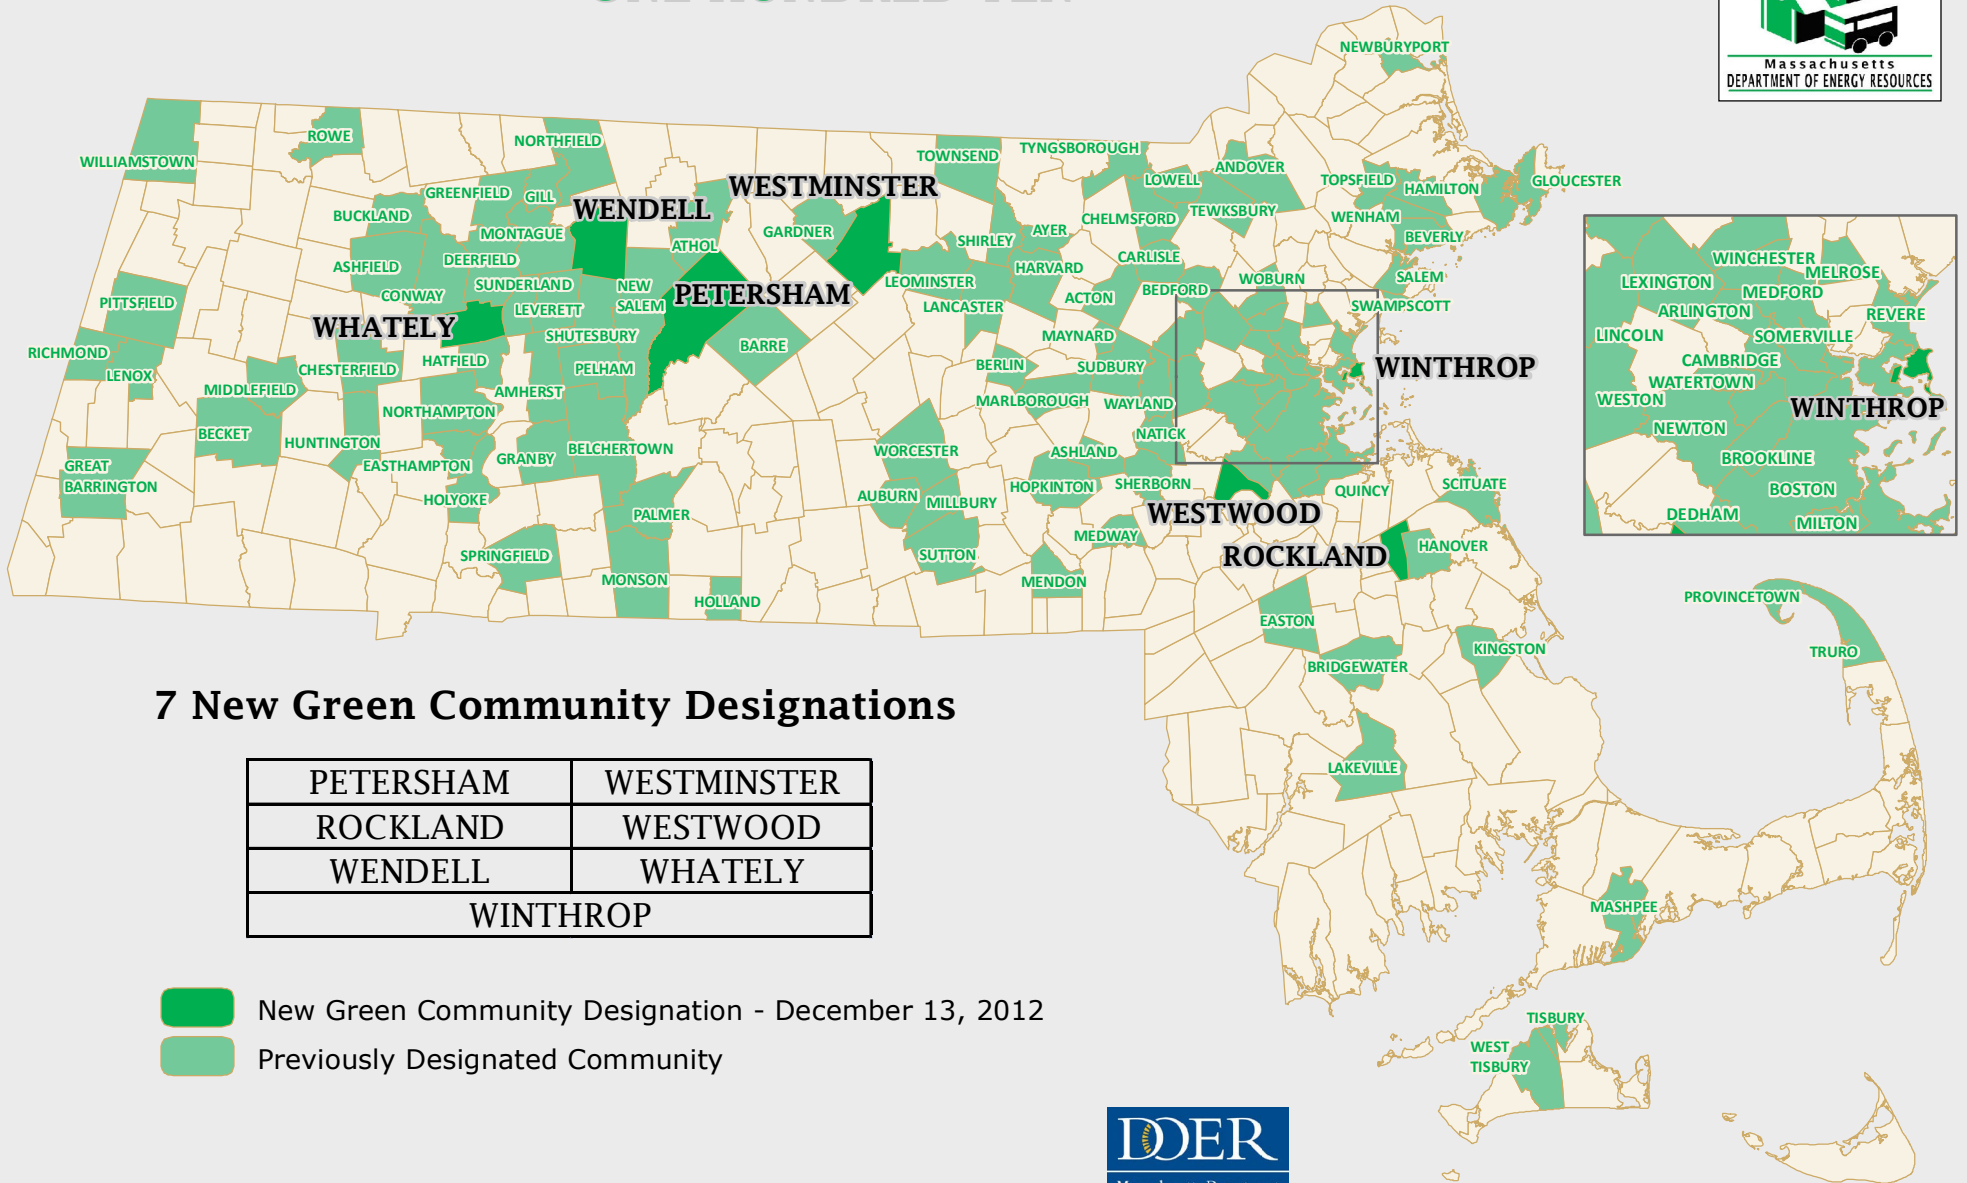 Massachusetts
DEPARTMENT OF ENERGY RESOURCES
NEWBURYPORT
ROWE
NORTHFIELD
WILLIAMSTOWN
TOWNSEND
TYNGSBOROUGH
ANDOVER
LOWELL
TOPSFIELD
HAMILTON
GLOUCESTER
GREENFIELD
GILL
WESTMINSTER
WENDELL
BUCKLAND
CHELMSFORD
TEWKSBURY
WENHAM
MONTAGUE
ATHOL
GARDNER
SHIRLEY
AYER
BEVERLY
ASHFIELD
DEERFIELD
HARVARD
CARLISLE
WOBURN
SALEM
CONWAY
SUNDERLAND
NEW
SALEM
PETERSHAM
LEOMINSTER
LANCASTER
ACTON
BEDFORD
SWAMPSCOTT
PITTSFIELD
LEVERETT
WHATELY
SHUTESBURY
BARRE
MAYNARD
RICHMOND
LENOX
HATFIELD
CHESTERFIELD
PELHAM
BERLIN
SUDBURY
WINTHROP
MIDDLEFIELD
AMHERST
NORTHAMPTON
MARLBOROUGH
WAYLAND
BECKET
HUNTINGTON
NATICK
BELCHERTOWN
WORCESTER
ASHLAND
GREAT
BARRINGTON
EASTHAMPTON
GRANBY
HOLYOKE
AUBURN
MILLBURY
HOPKINTON
SHERBORN
QUINCY
SCITUATE
PALMER
WESTWOOD
MEDWAY
ROCKLAND
HANOVER
SPRINGFIELD
SUTTON
MONSON
MENDON
HOLLAND
EASTON
KINGSTON
BRIDGEWATER
LAKEVILLE
PROVINCETOWN
TRURO
MASHPEE
TISBURY
WEST
TISBURY
WINCHESTER
MELROSE
LEXINGTON
MEDFORD
ARLINGTON
REVERE
LINCOLN
SOMERVILLE
CAMBRIDGE
WATERTOWN
WESTON
WINTHROP
NEWTON
BROOKLINE
BOSTON
DEDHAM
MILTON
7 New Green Community Designations
PETERSHAM WESTMINSTER
ROCKLAND WESTWOOD
WENDELL WHATELY
WINTHROP
New Green Community Designation - December 13, 2012
Previously Designated Community
DOER